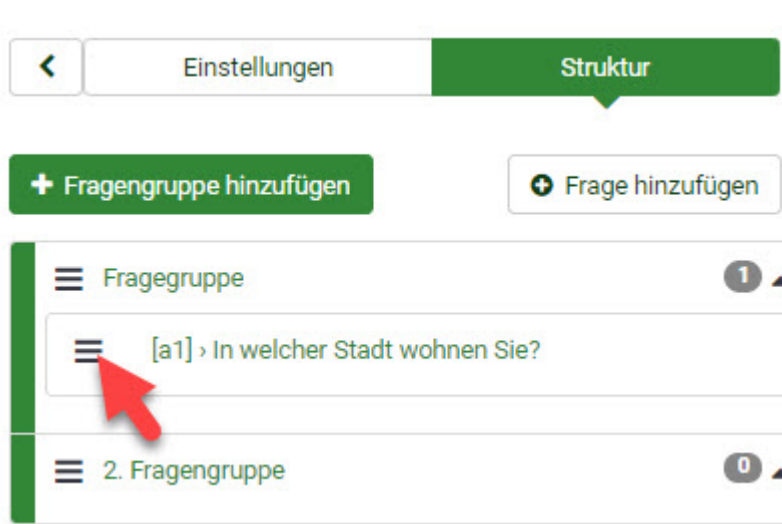 Einstellungen Struktur
Fragengruppe hinzufügen Frage hinzufügen
Fragegruppe 1
[a1] › In welcher Stadt wohnen Sie?
2. Fragengruppe 0